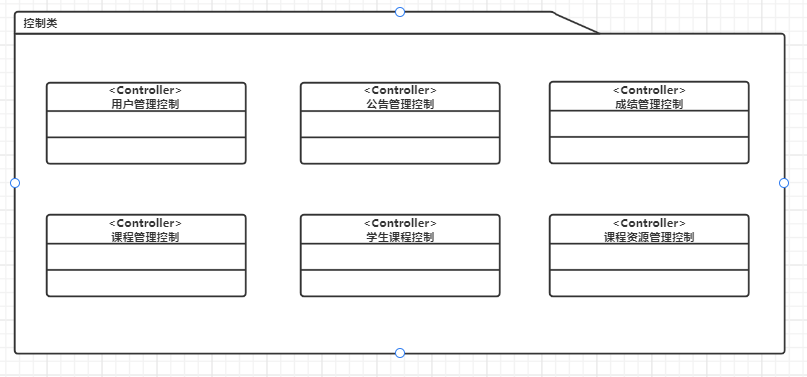 控制类
<Controller>
用户管理控制
<Controller>
公告管理控制
<Controller>
成结管理控制
<Controller>
课程管理控制
<Controller>
学生课程控制
<Controller>
课程资源管理控制